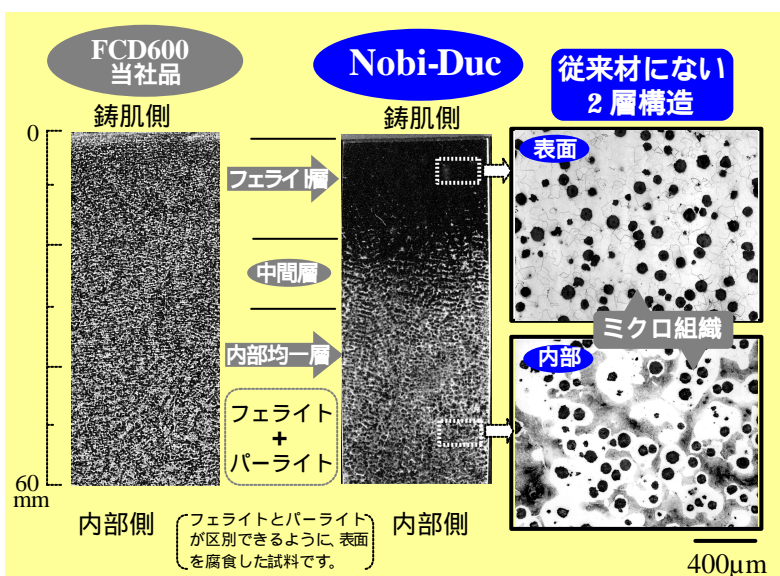 FCD600
当社品
Nobi-Duc
従来材にない
2層構造
鋳肌側
鋳肌側
0
表面
フェライト層
中間層
ミクロ組織
内部均一層
内部
フェライト
+
パーライト
60
mm
内部側
フェライトとパーライト
が区別できるように、表面
を腐食した試料です。
内部側
400μm